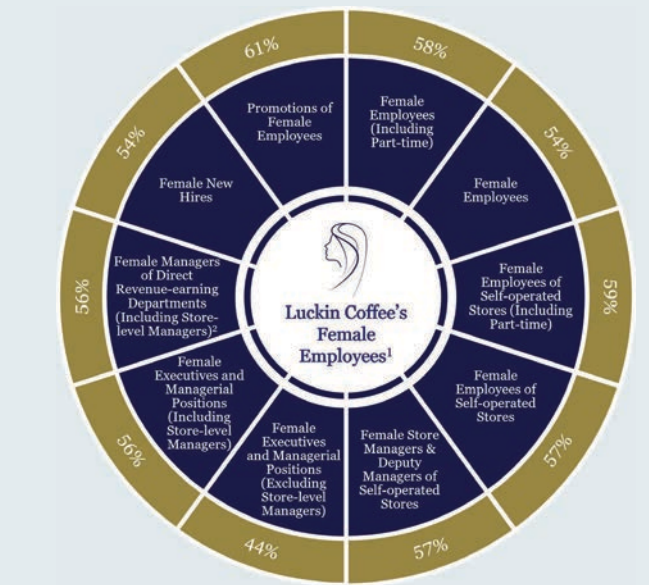 58%
Female
Employees
(Including
Part-time)
54%
Female
Employees
59%
Female
Employees of
Self-operated
Stores (Including
Part-time)
57%
Female
Employees of
Self-operated
Stores
57%
Female Store
Managers &
Deputy
Managers of
Self-operated
Stores
44%
Female
Executives
and Managerial
Positions
(Excluding
Store-level
Managers)
56%
Female
Executives and
Managerial
Positions
(Including
Store-level
Managers)
56%
Female Managers
of Direct
Revenue-earning
Departments
(Including Store-
level Managers)²
54%
Female New
Hires
61%
Promotions of
Female
Employees
Luckin Coffee's
Female
Employees¹